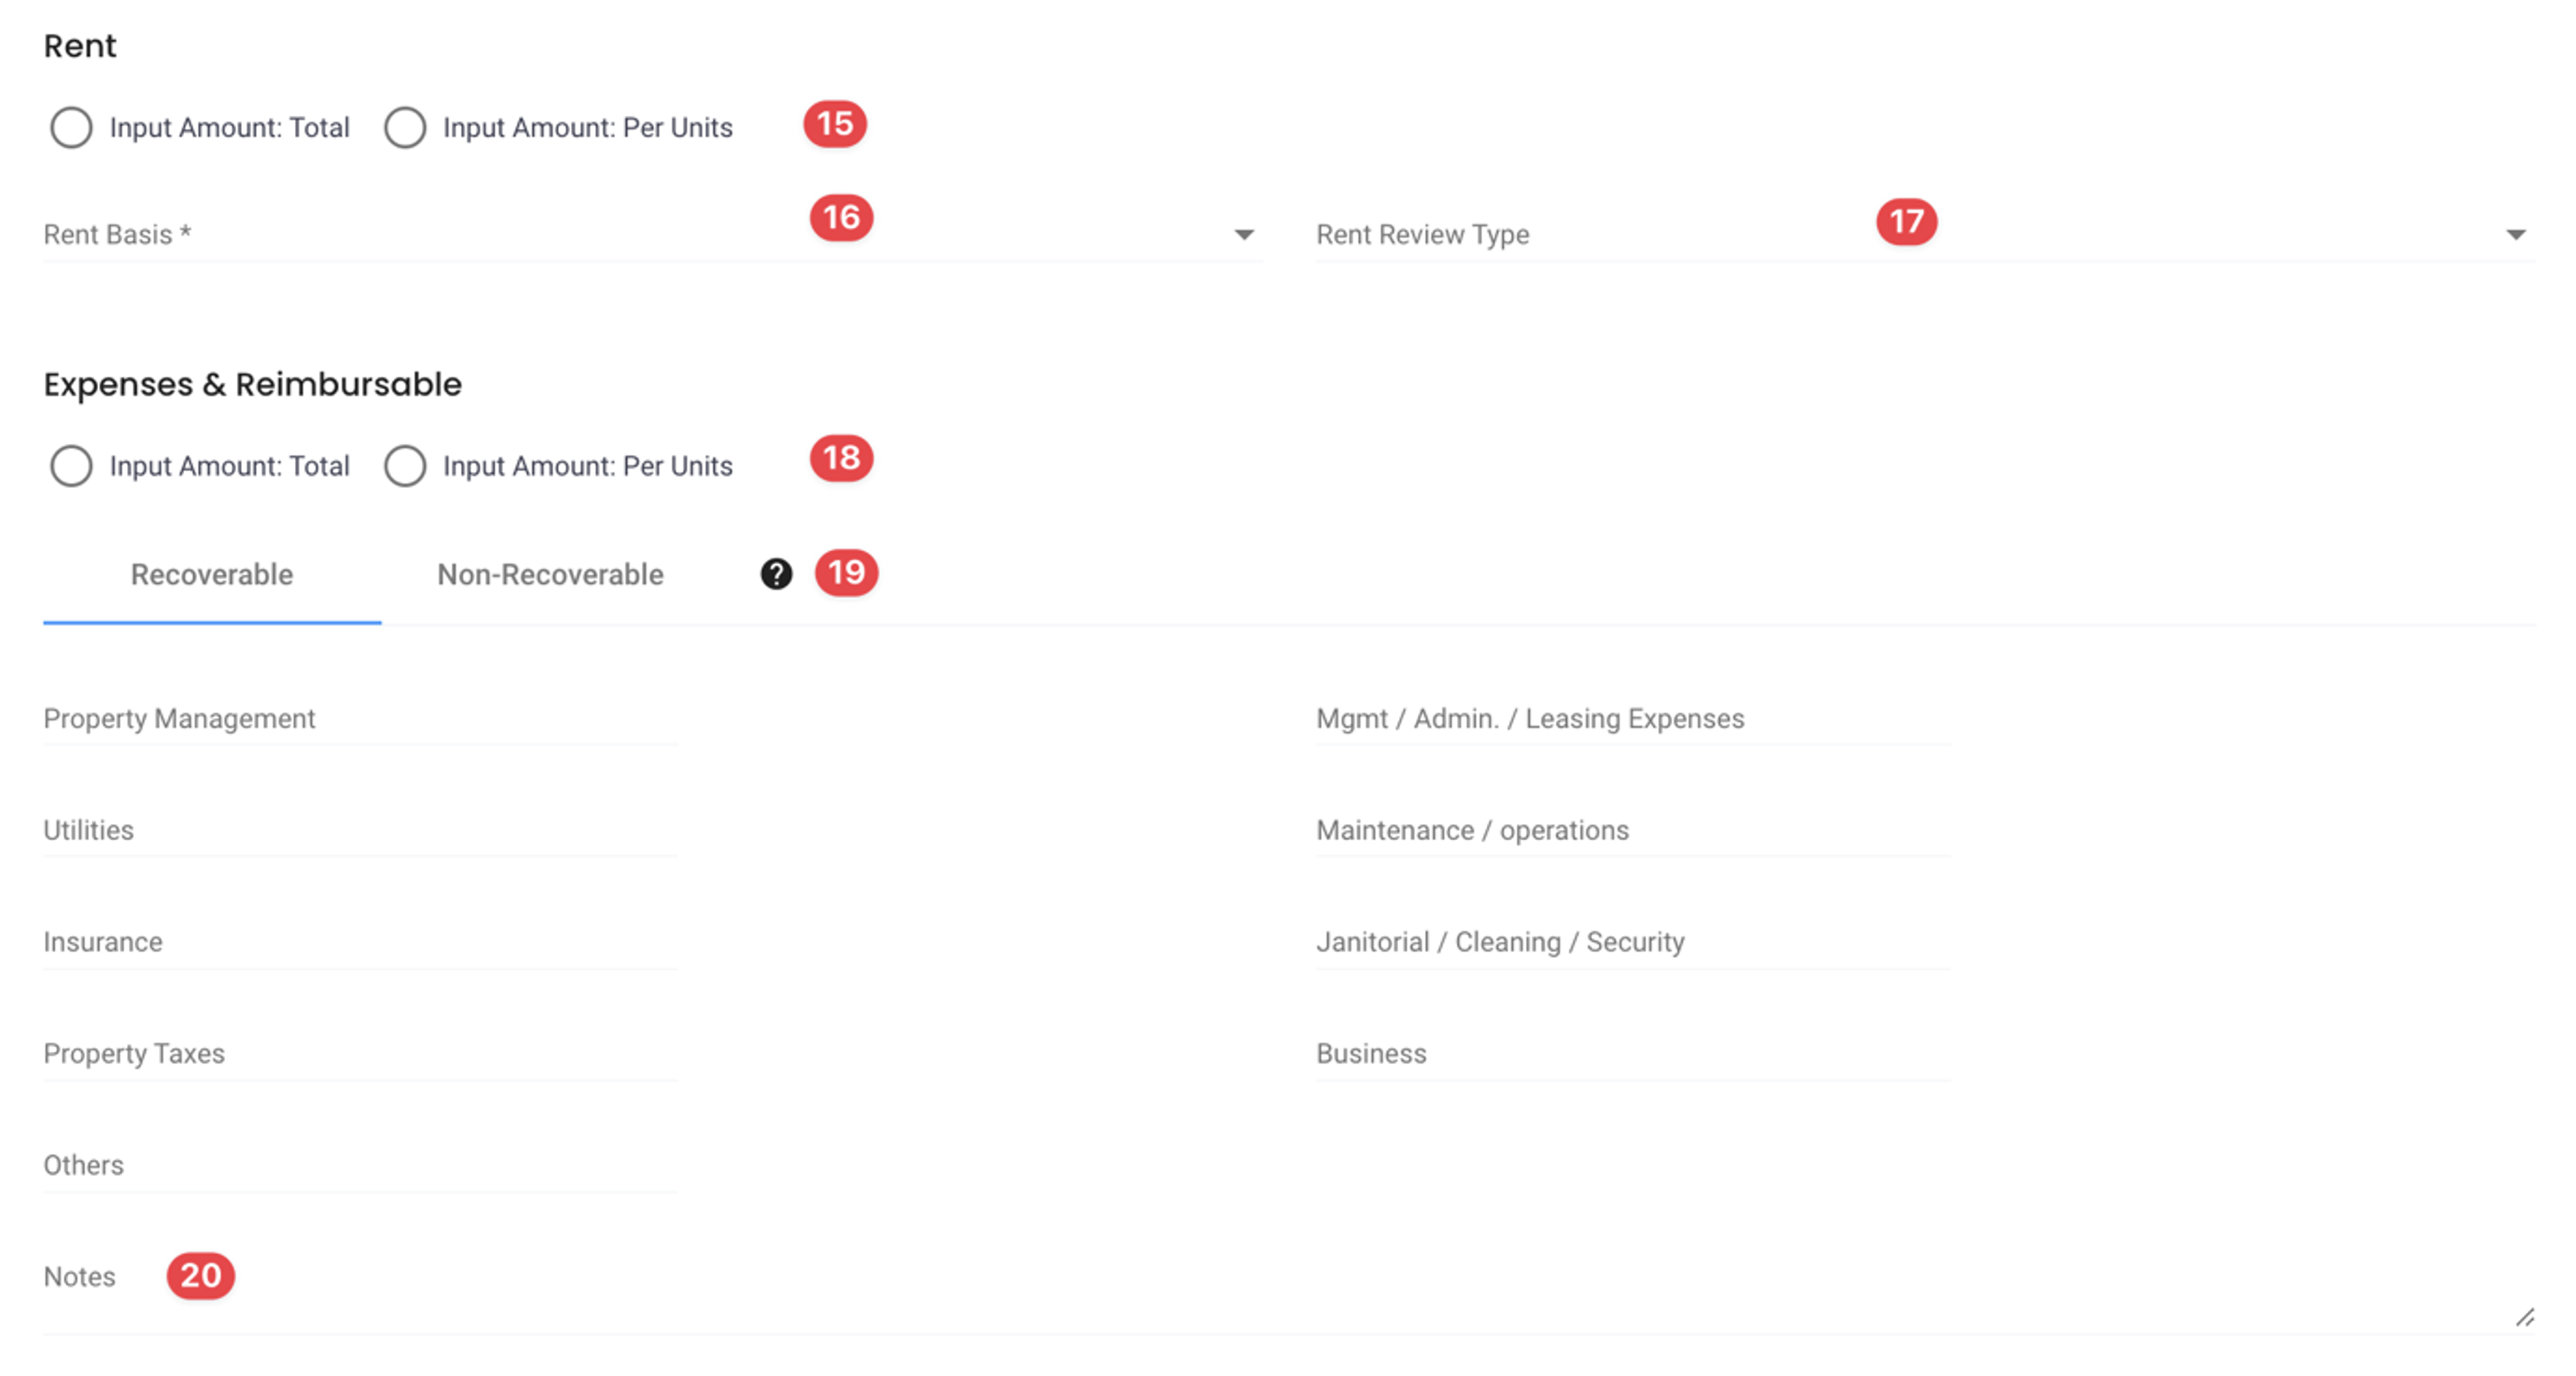 Rent
Input Amount: Total Input Amount: Per Units 15
Rent Basis * 16 Rent Review Type 17
Expenses & Reimbursable
Input Amount: Total Input Amount: Per Units 18
Recoverable Non-Recoverable ? 19
Property Management Mgmt / Admin. / Leasing Expenses
Utilities Maintenance / operations
Insurance Janitorial / Cleaning / Security
Property Taxes Business
Others
Notes 20